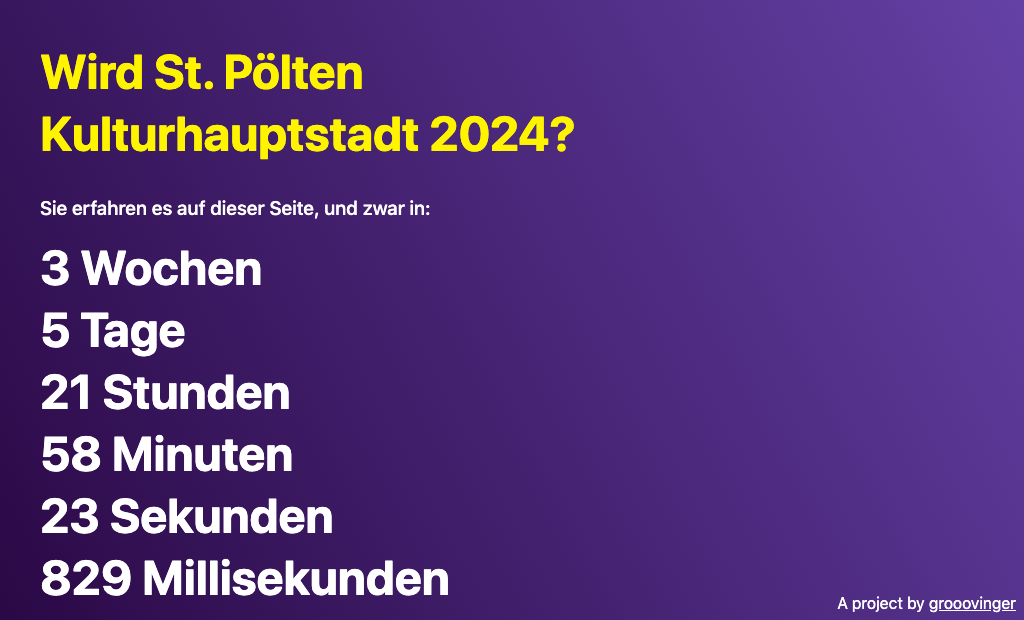 Wird St. Pölten
Kulturhauptstadt 2024?
Sie erfahren es auf dieser Seite, und zwar in:
3 Wochen
5 Tage
21 Stunden
58 Minuten
23 Sekunden
829 Millisekunden
A project by grooovinger